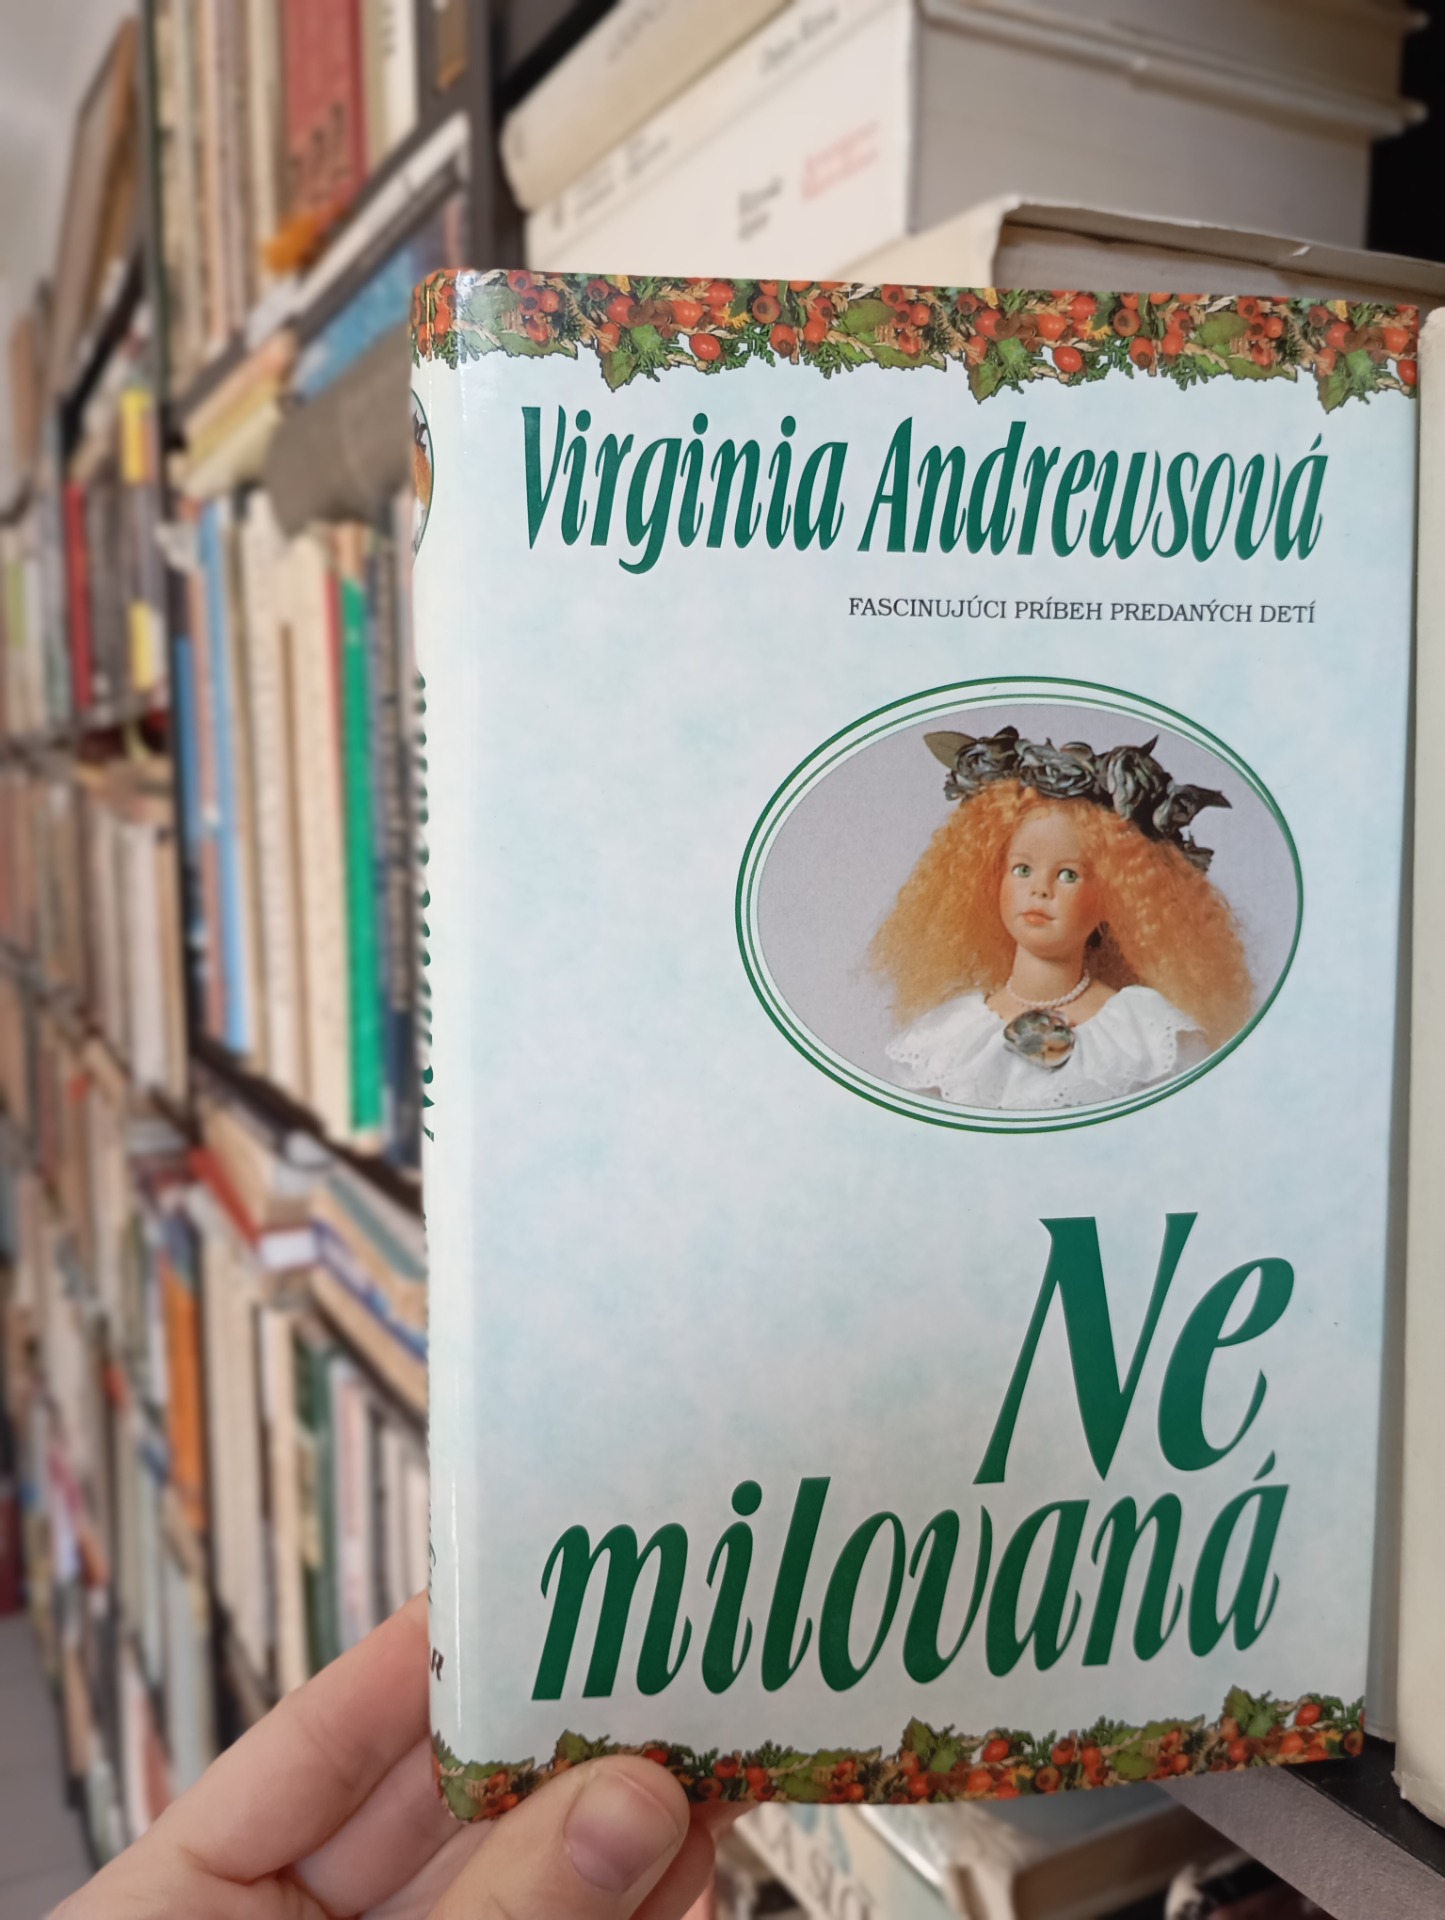 Virginia Andrewsová
FASCINUJÚCI PRÍBEH PREDANÝCH DETÍ
Ne
milovaná